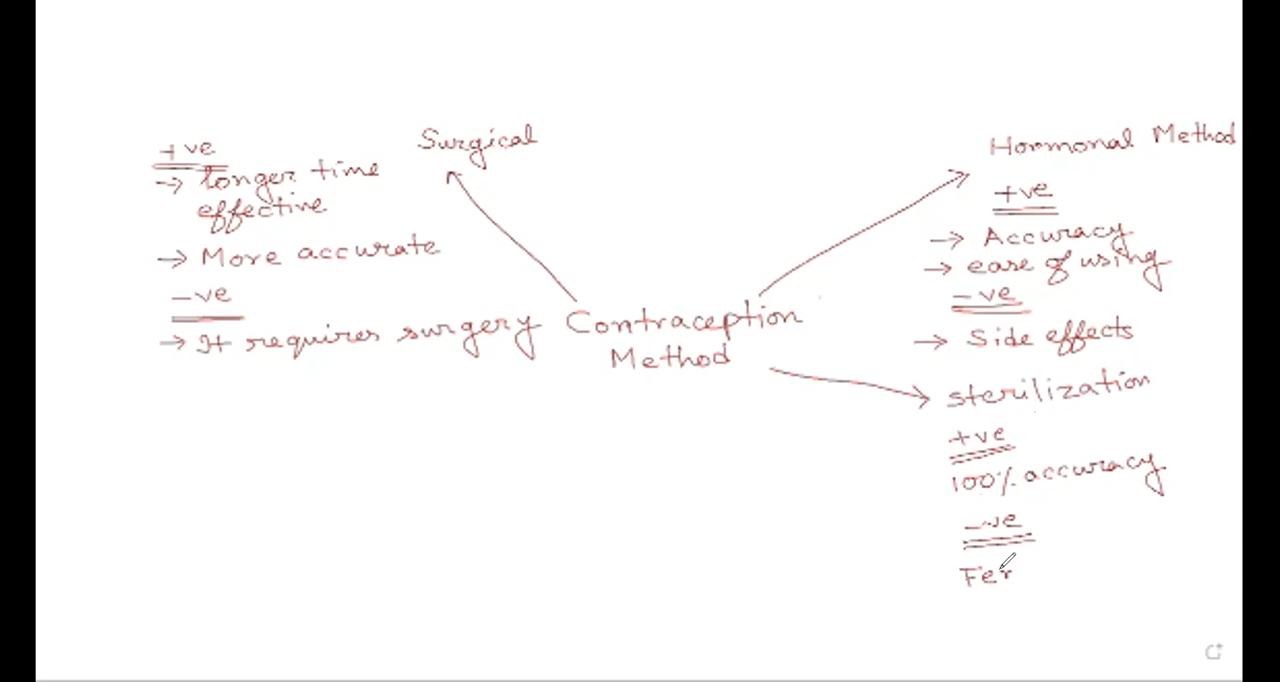 +ve
→ Longer time
effective
→ More accurate
-ve
→ It requires surgery
Surgical
Contraception
Method
Hormonal Method
+ve
→ Accuracy
→ ease of using
-ve
→ Side effects
sterilization
+ve
100% accuracy
-ve
Fer